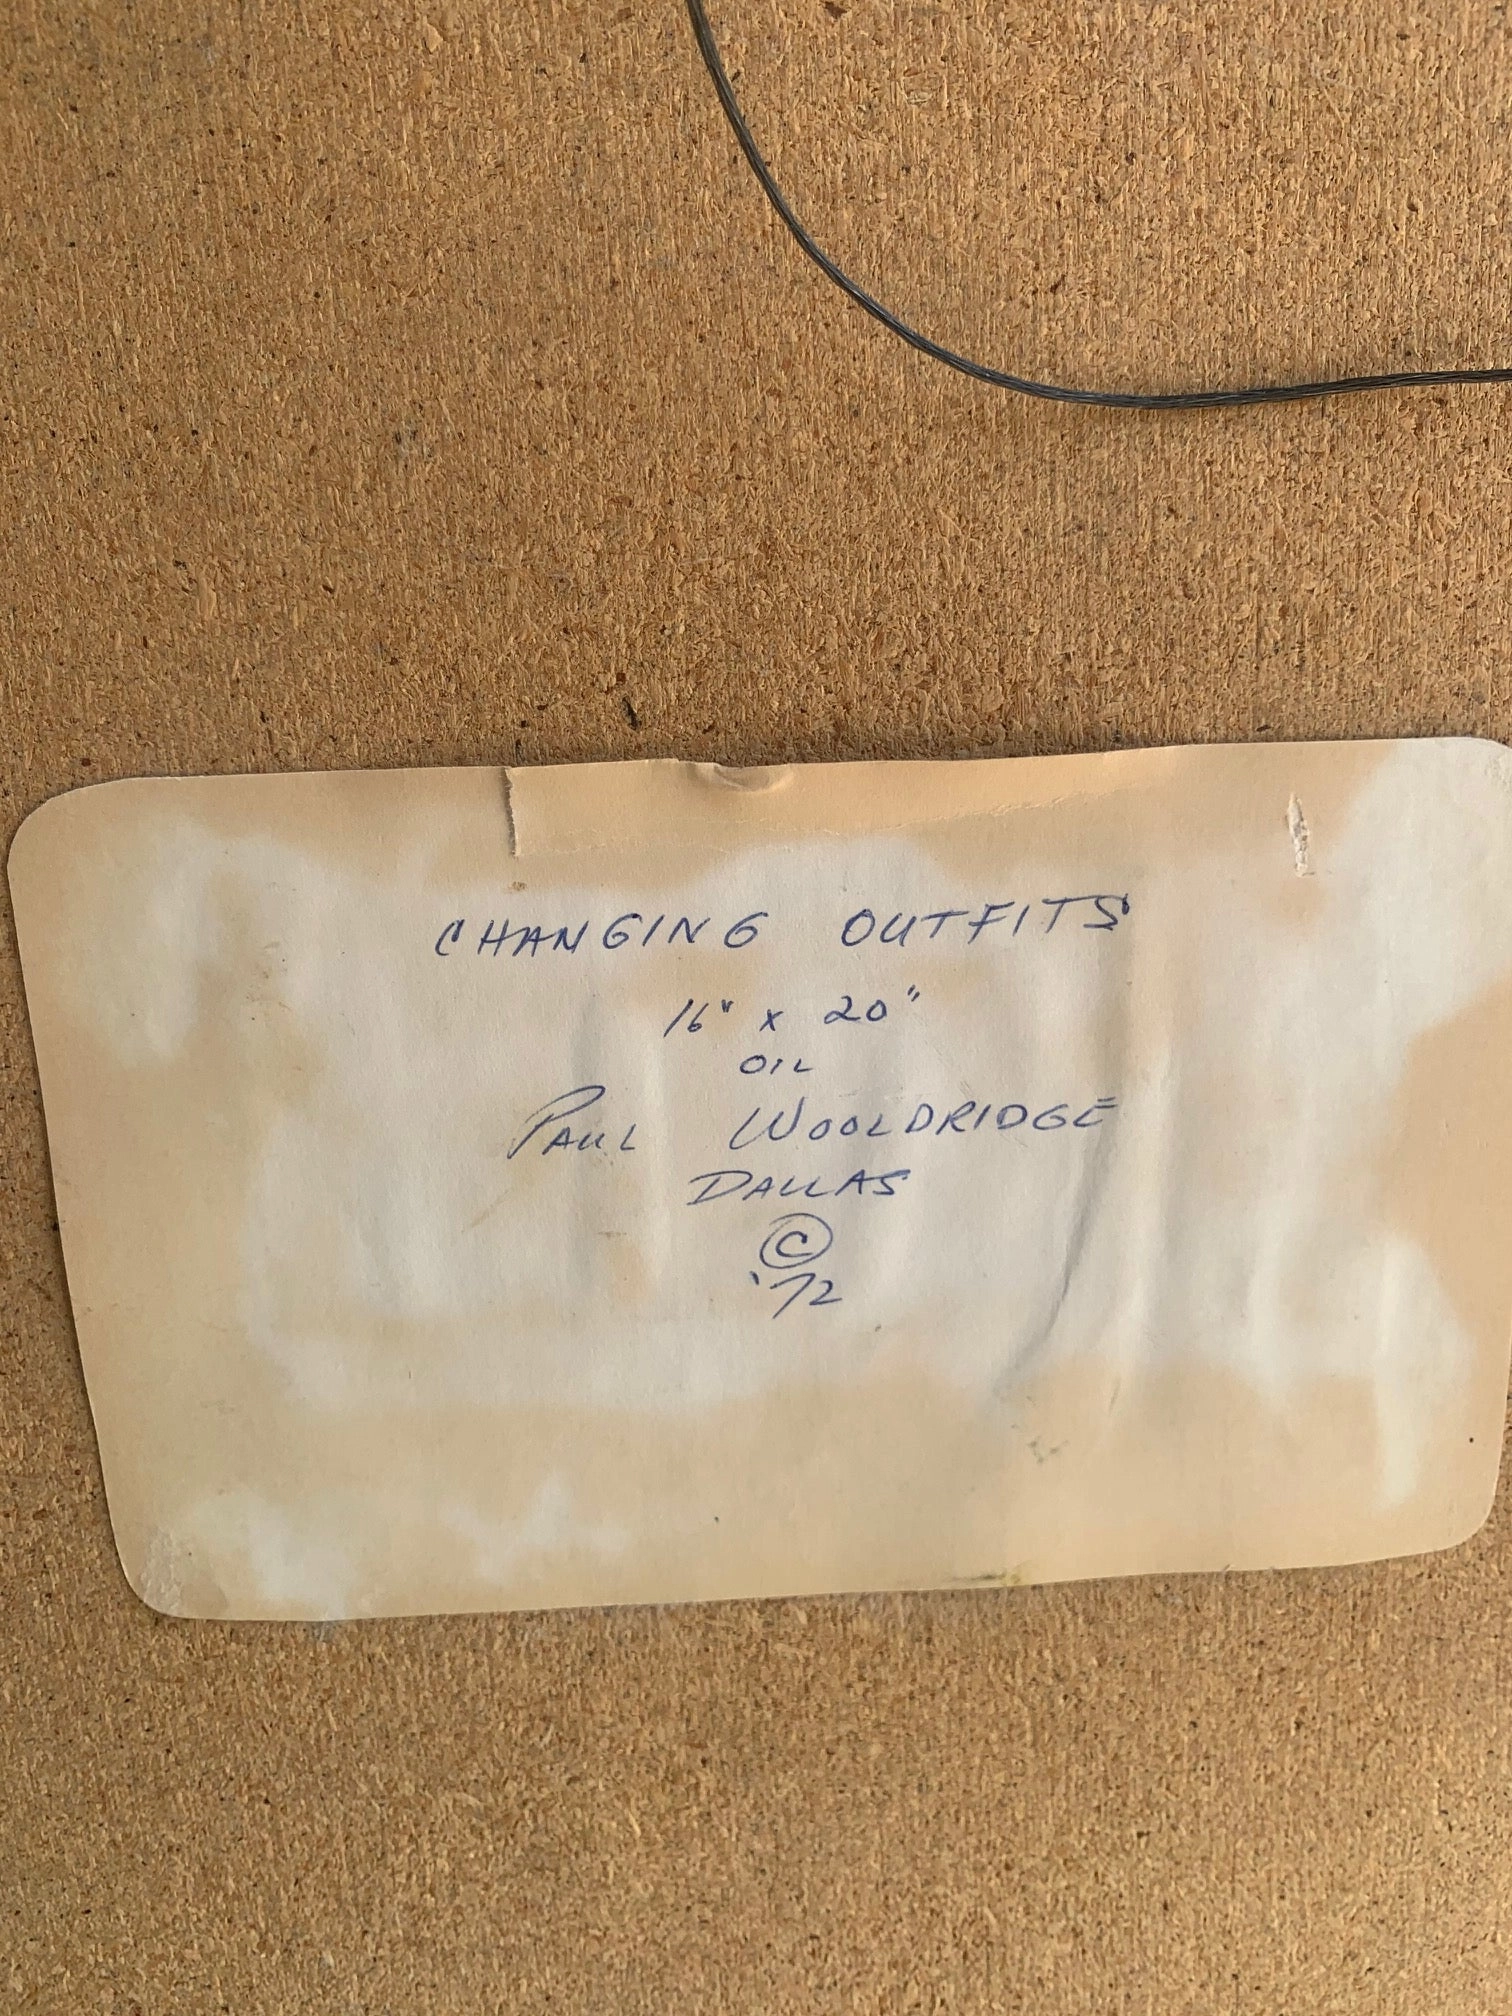 CHANGING OUTFITS
16" x 20"
OIL
PAUL WOOLDRIDGE
DALLAS
©
'72